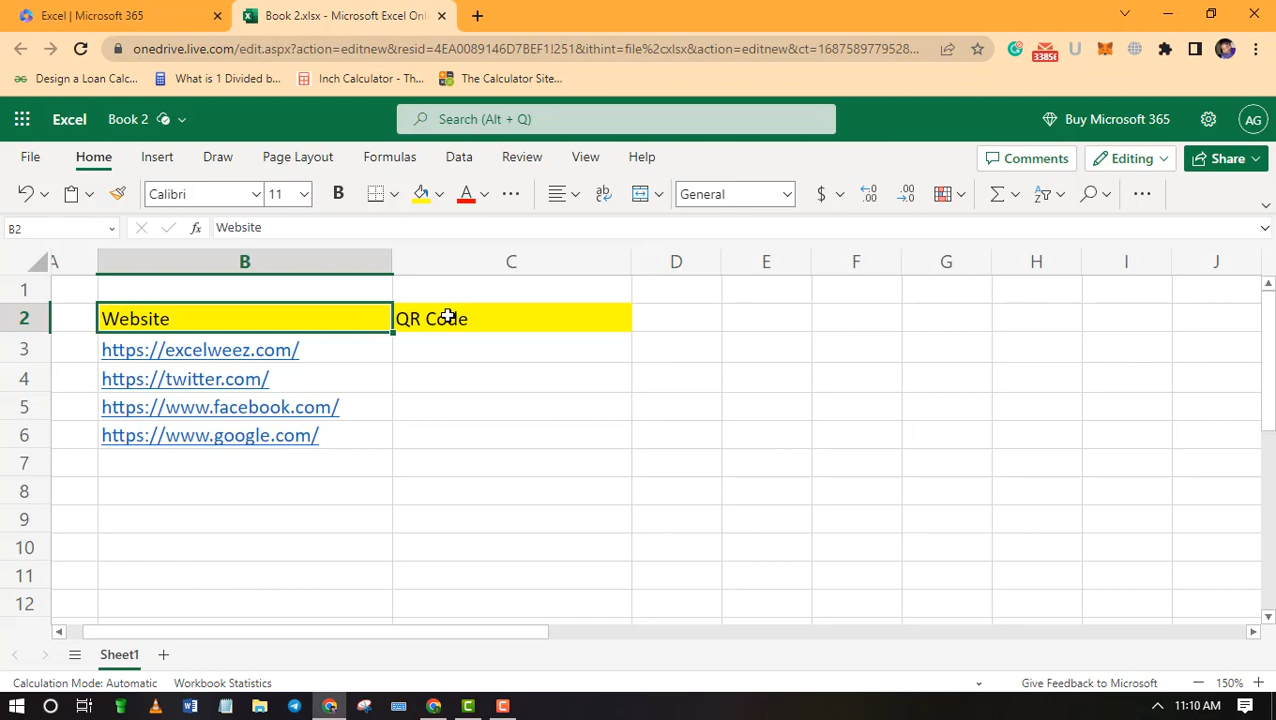 Excel | Microsoft 365
Book 2.xlsx - Microsoft Excel Onl
onedrive.live.com/edit.aspx?action=editnew&resid=4EA0089146D7BEF1!251&ithint=file%2cxlsx&action=editnew&ct=1687589779528...
33856
Design a Loan Calc...
What is 1 Divided b...
Inch Calculator - Th...
The Calculator Site...
Excel
Book 2
Search (Alt + Q)
Buy Microsoft 365
AG
File Home Insert Draw Page Layout Formulas Data Review View Help
Comments
Editing
Share
Calibri
11
B
A
ab
General
$
.00
B2
fx
Website
A B C D E F G H I J
1
2 Website QR Code
3 https://excelweez.com/
4 https://twitter.com/
5 https://www.facebook.com/
6 https://www.google.com/
7
8
9
10
11
12
Sheet1
Calculation Mode: Automatic
Workbook Statistics
Give Feedback to Microsoft
150%
11:10 AM